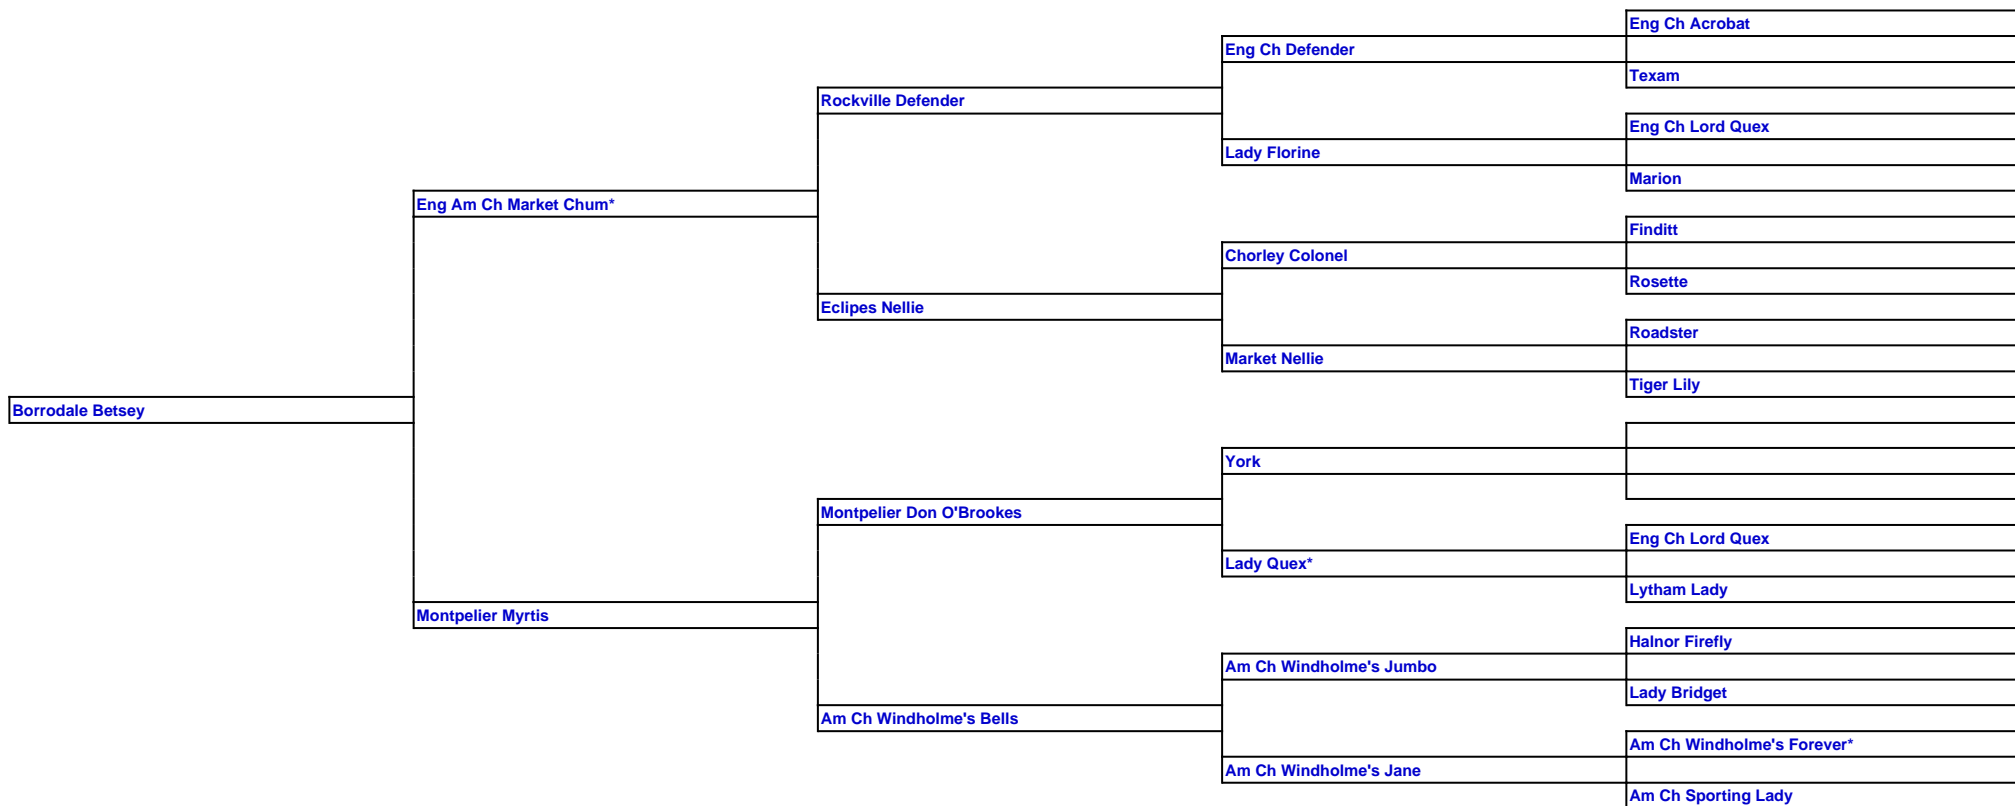 Eng Ch Acrobat
Eng Ch Defender
Texam
Rockville Defender
Eng Ch Lord Quex
Lady Florine
Marion
Eng Am Ch Market Chum*
Finditt
Chorley Colonel
Rosette
Eclipes Nellie
Roadster
Market Nellie
Tiger Lily
Borrodale Betsey
York
Montpelier Don O'Brookes
Eng Ch Lord Quex
Lady Quex*
Lytham Lady
Montpelier Myrtis
Halnor Firefly
Am Ch Windholme's Jumbo
Lady Bridget
Am Ch Windholme's Bells
Am Ch Windholme's Forever*
Am Ch Windholme's Jane
Am Ch Sporting Lady